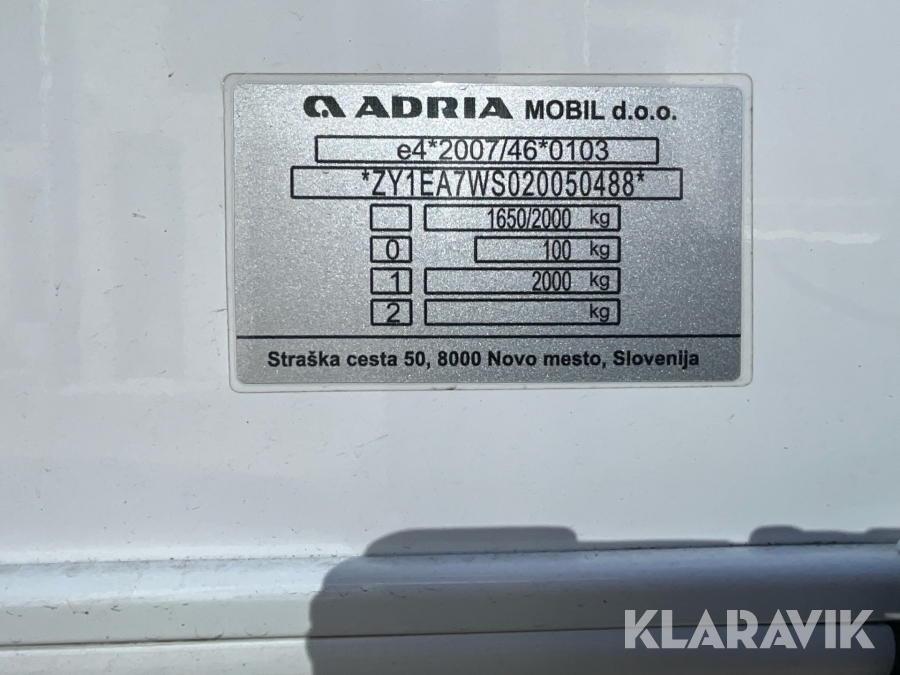 ADRIA MOBIL d.o.o.
e4*2007/46*0103
*ZY1EA7WS020050488*
1650/2000 kg
0 100 kg
1 2000 kg
2 kg
Straška cesta 50, 8000 Novo mesto, Slovenija
KLARAVIK